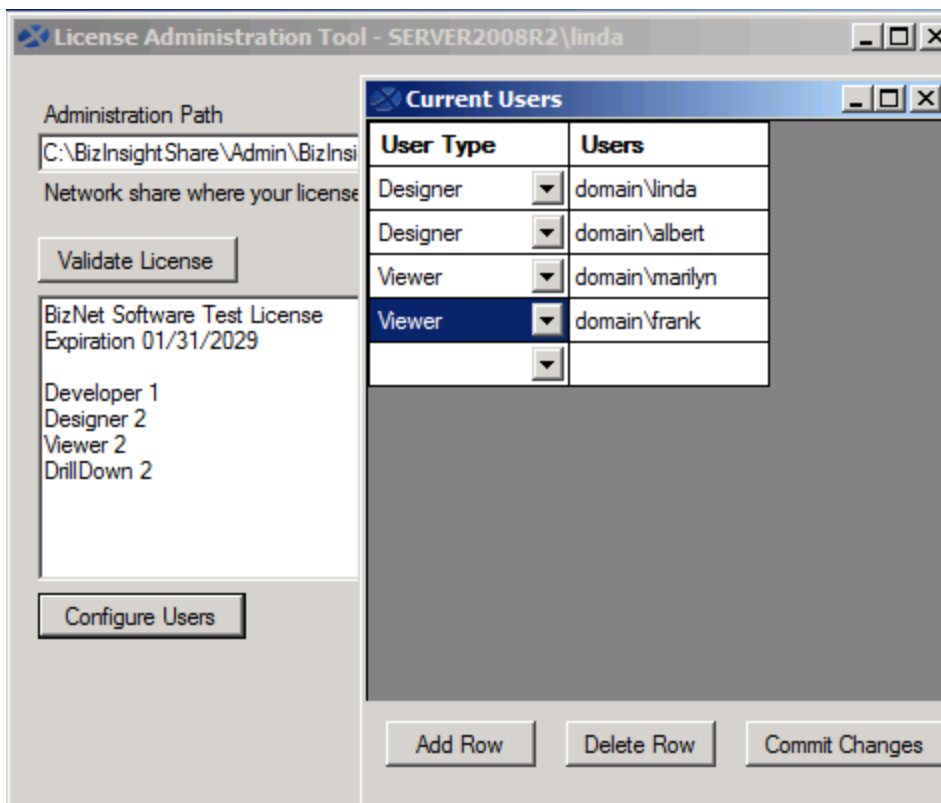 License Administration Tool - SERVER2008R2\linda
Administration Path
C:\BizInsightShare\Admin\BizInsi
Network share where your license
Validate License
BizNet Software Test License
Expiration 01/31/2029
Developer 1
Designer 2
Viewer 2
DrillDown 2
Configure Users
Current Users
User Type Users
Designer domain\linda
Designer domain\albert
Viewer domain\marilyn
Viewer domain\frank
Add Row Delete Row Commit Changes